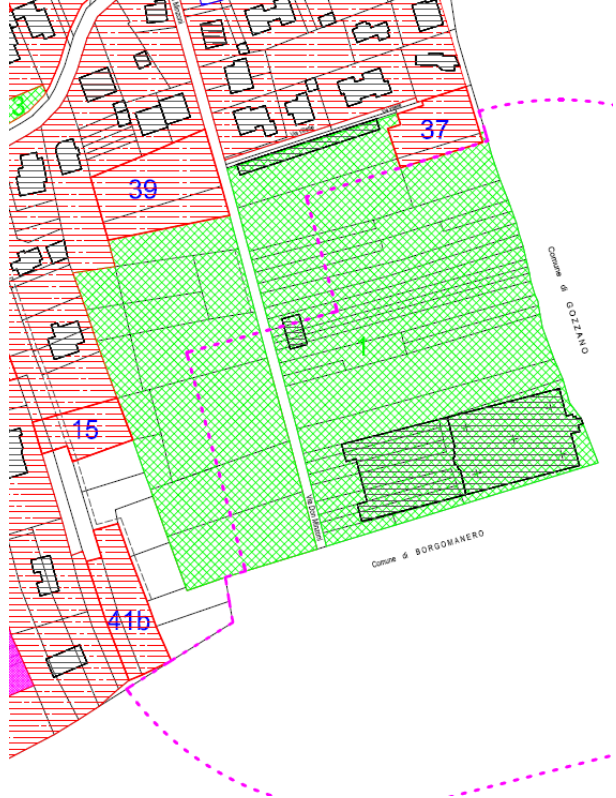 3
37
39
Comune di GOZZANO
1
15
Via Don Minzoni
Comune di BORGOMANERO
41b